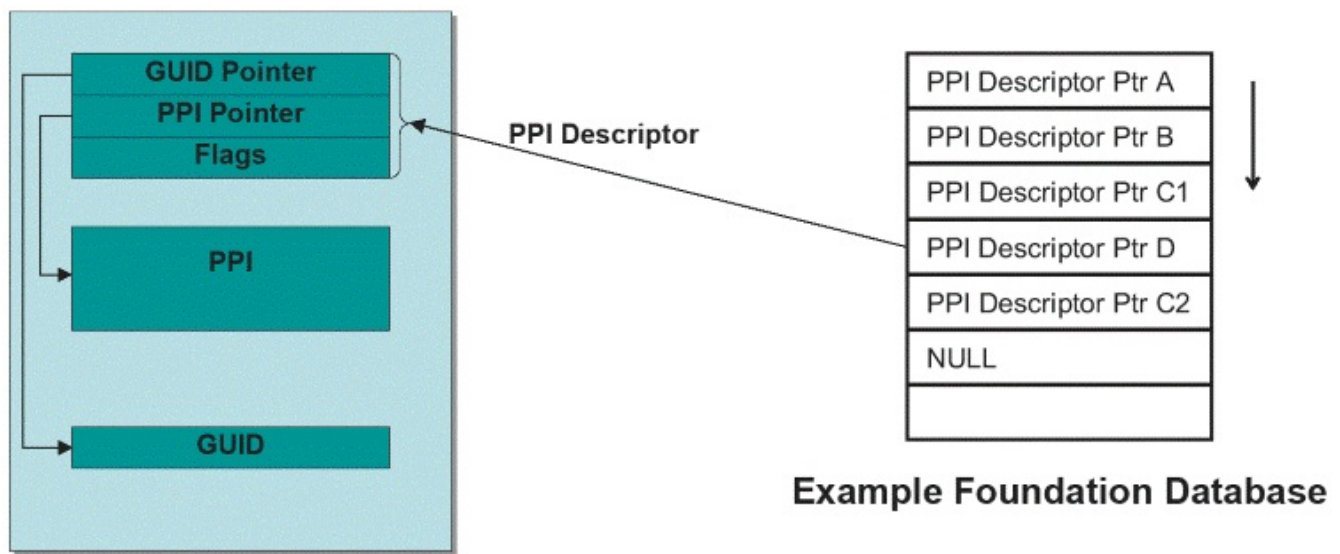 GUID Pointer
PPI Pointer
Flags
PPI
GUID
PPI Descriptor
PPI Descriptor Ptr A
PPI Descriptor Ptr B
PPI Descriptor Ptr C1
PPI Descriptor Ptr D
PPI Descriptor Ptr C2
NULL
Example Foundation Database